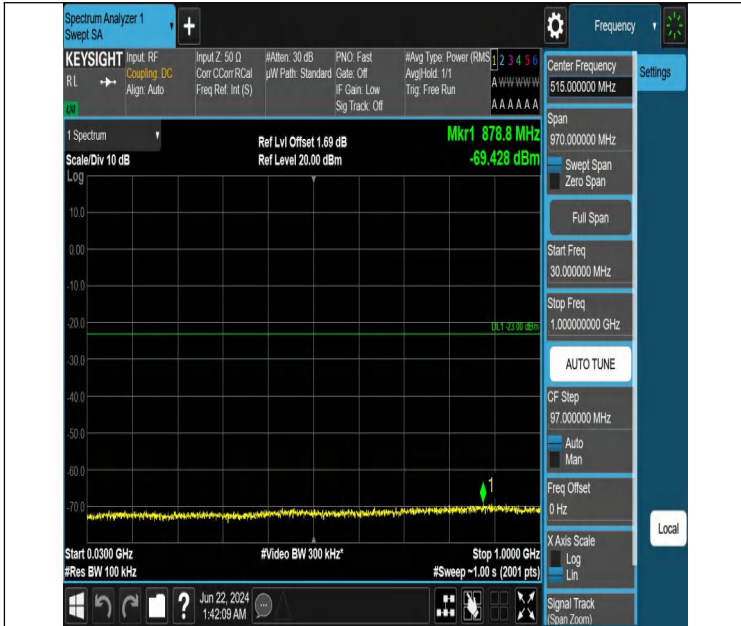 Spectrum Analyzer 1
Swept SA
+
Frequency
KEYSIGHT
RL
LXI
Input: RF
Coupling: DC
Align: Auto
Input Z: 50 Ω
Corr CCorr RCal
Freq Ref: Int (S)
#Atten: 30 dB
µW Path: Standard
PNO: Fast
Gate: Off
IF Gain: Low
Sig Track: Off
#Avg Type: Power (RMS
Avg|Hold: 1/1
Trig: Free Run
1 2 3 4 5 6
A W W W W W
A A A A A A
1 Spectrum
Scale/Div 10 dB
Ref Lvl Offset 1.69 dB
Ref Level 20.00 dBm
Mkr1 878.8 MHz
-69.428 dBm
Log
10.0
0.00
-10.0
-20.0
DL1 -23.00 dBm
-30.0
-40.0
-50.0
-60.0
1
-70.0
Start 0.0300 GHz
#Video BW 300 kHz*
Stop 1.0000 GHz
#Res BW 100 kHz
#Sweep ~1.00 s (2001 pts)
?
Jun 22, 2024
1:42:09 AM
Center Frequency
515.000000 MHz
Span
970.000000 MHz
Swept Span
Zero Span
Full Span
Start Freq
30.000000 MHz
Stop Freq
1.000000000 GHz
AUTO TUNE
CF Step
97.000000 MHz
Auto
Man
Freq Offset
0 Hz
X Axis Scale
Log
Lin
Signal Track
(Span Zoom)
Settings
Local